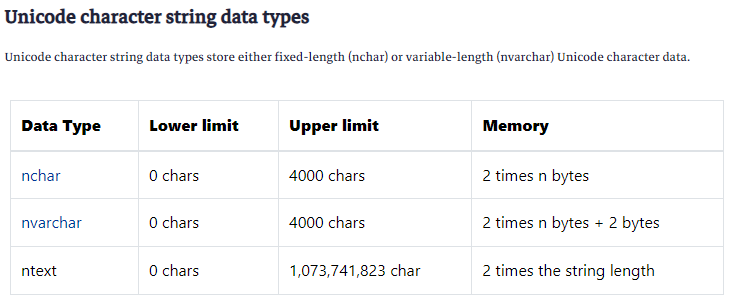 Unicode character string data types
Unicode character string data types store either fixed-length (nchar) or variable-length (nvarchar) Unicode character data.
Data Type Lower limit Upper limit Memory
nchar 0 chars 4000 chars 2 times n bytes
nvarchar 0 chars 4000 chars 2 times n bytes + 2 bytes
ntext 0 chars 1,073,741,823 char 2 times the string length